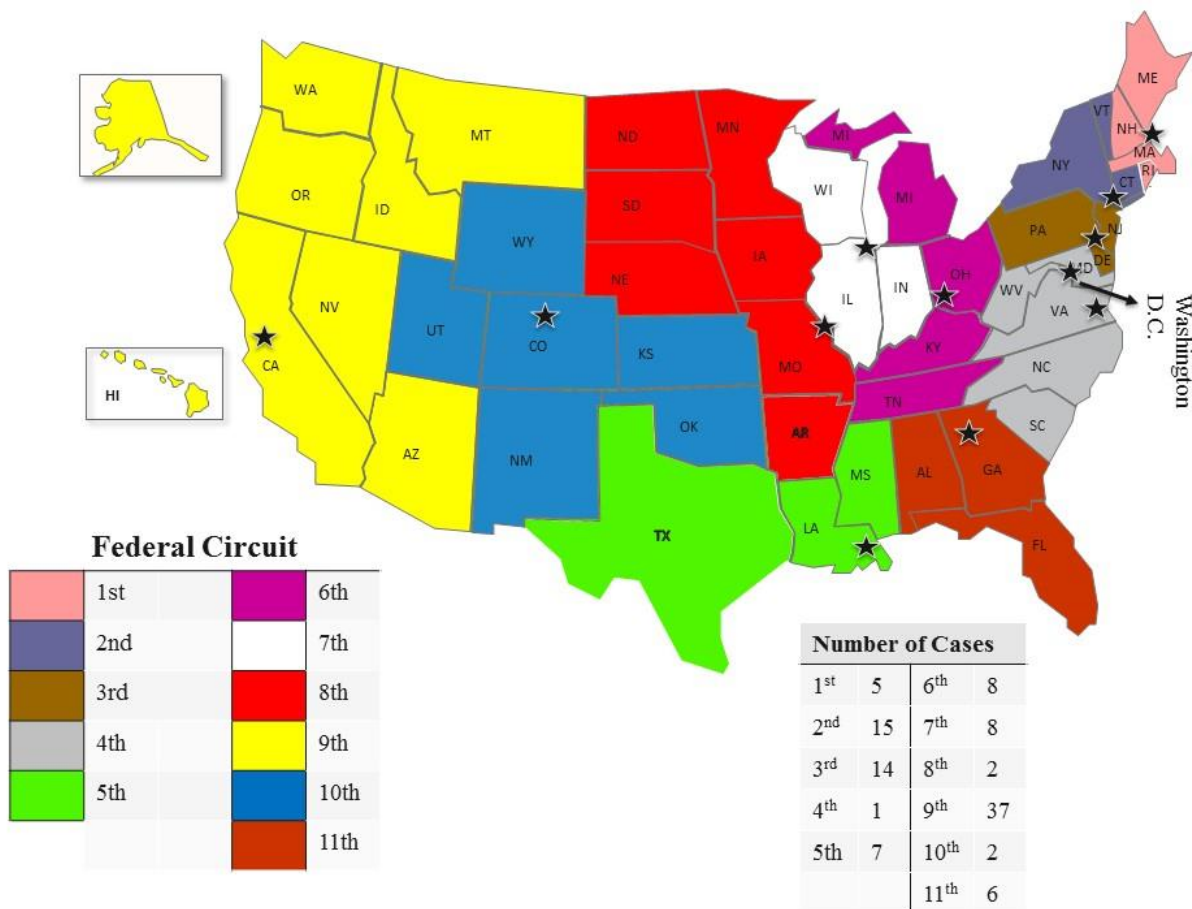 ME
WA
VT
NH
ND
MN
MT
MI
MA
RI
NY
CT
OR
ID
WI
MI
SD
PA
NJ
WY
IA
OH
MD
DE
NE
WV
NV
IL
IN
VA
UT
CO
KS
KY
MO
CA
HI
NC
TN
OK
AR
SC
AZ
NM
MS
AL
GA
LA
TX
FL
Washington
D.C.
Federal Circuit
1st 6th
2nd 7th
3rd 8th
4th 9th
5th 10th
11th
Number of Cases
1st 5 6th 8
2nd 15 7th 8
3rd 14 8th 2
4th 1 9th 37
5th 7 10th 2
11th 6